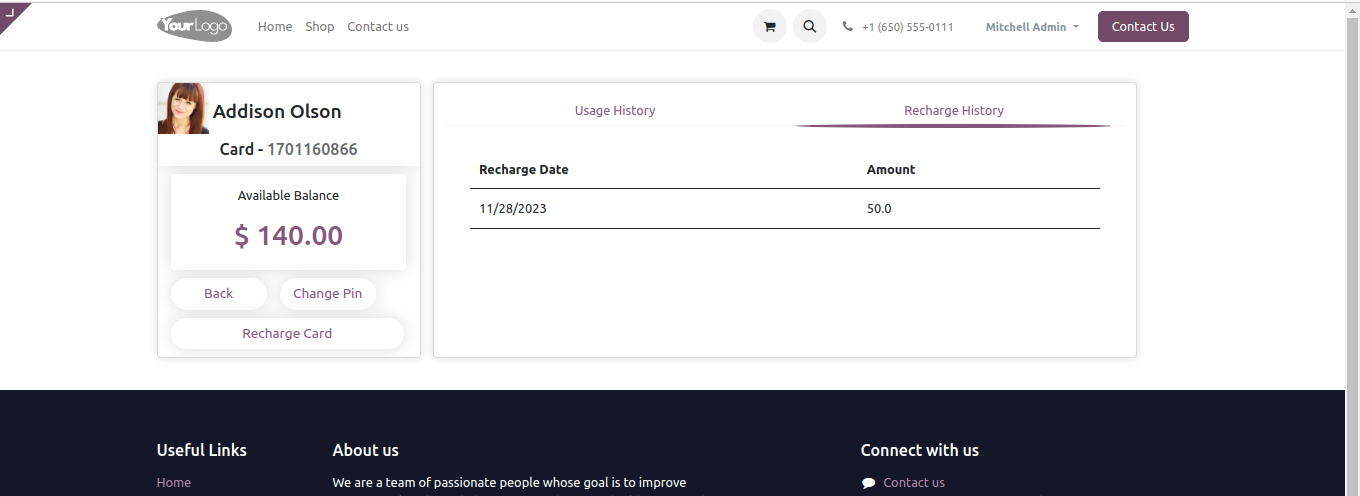 YourLogo Home Shop Contact us +1 (650) 555-0111 Mitchell Admin Contact Us
Addison Olson
Card - 1701160866
Available Balance
$ 140.00
Back Change Pin
Recharge Card
Usage History Recharge History
Recharge Date Amount
11/28/2023 50.0
Useful Links About us Connect with us
Home We are a team of passionate people whose goal is to improve Contact us